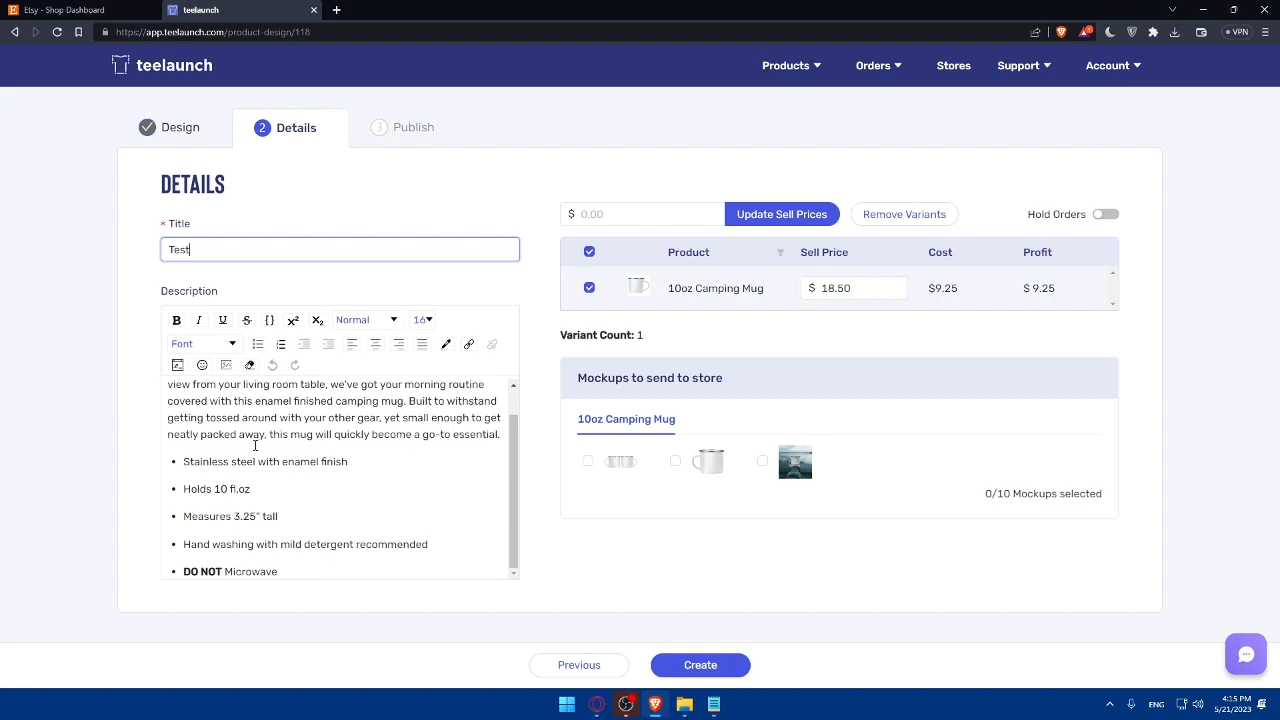 Etsy - Shop Dashboard
teelaunch
https://app.teelaunch.com/product-design/118
VPN
teelaunch
Products
Orders
Stores
Support
Account
Design
2 Details
3 Publish
DETAILS
* Title
Test
Description
B I U S {} X² X₂ Normal 16
Font
view from your living room table, we've got your morning routine
covered with this enamel finished camping mug. Built to withstand
getting tossed around with your other gear, yet small enough to get
neatly packed away, this mug will quickly become a go-to essential.
• Stainless steel with enamel finish
• Holds 10 fl.oz
• Measures 3.25" tall
• Hand washing with mild detergent recommended
• DO NOT Microwave
$ 0.00
Update Sell Prices
Remove Variants
Hold Orders
Product
Sell Price
Cost
Profit
10oz Camping Mug
$ 18.50
$9.25
$ 9.25
Variant Count: 1
Mockups to send to store
10oz Camping Mug
0/10 Mockups selected
Previous
Create
ENG
4:15 PM
5/21/2023